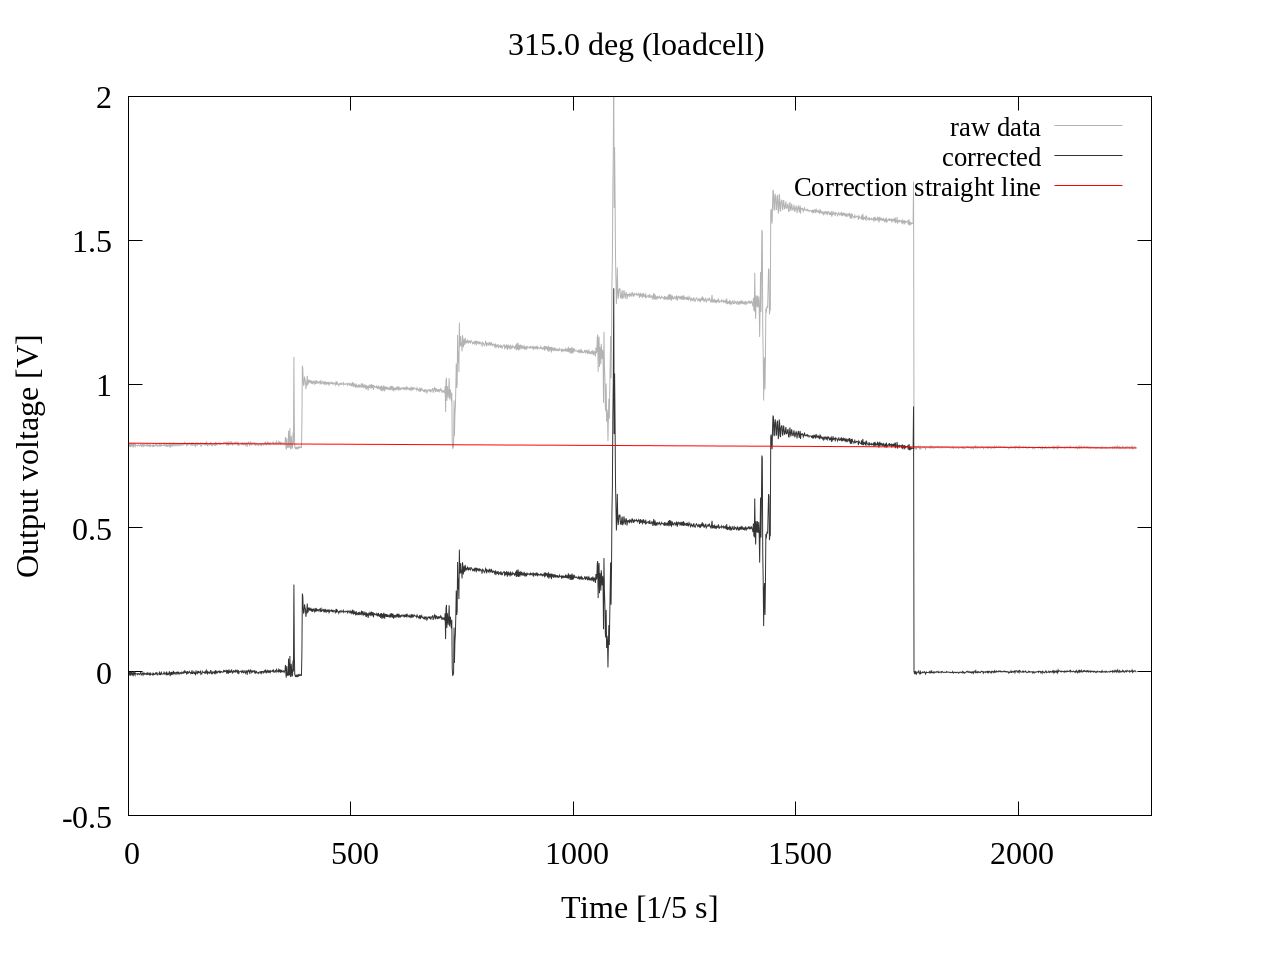 315.0 deg (loadcell)
raw data
corrected
Correction straight line
Output voltage [V]
2
1.5
1
0.5
0
-0.5
0 500 1000 1500 2000
Time [1/5 s]